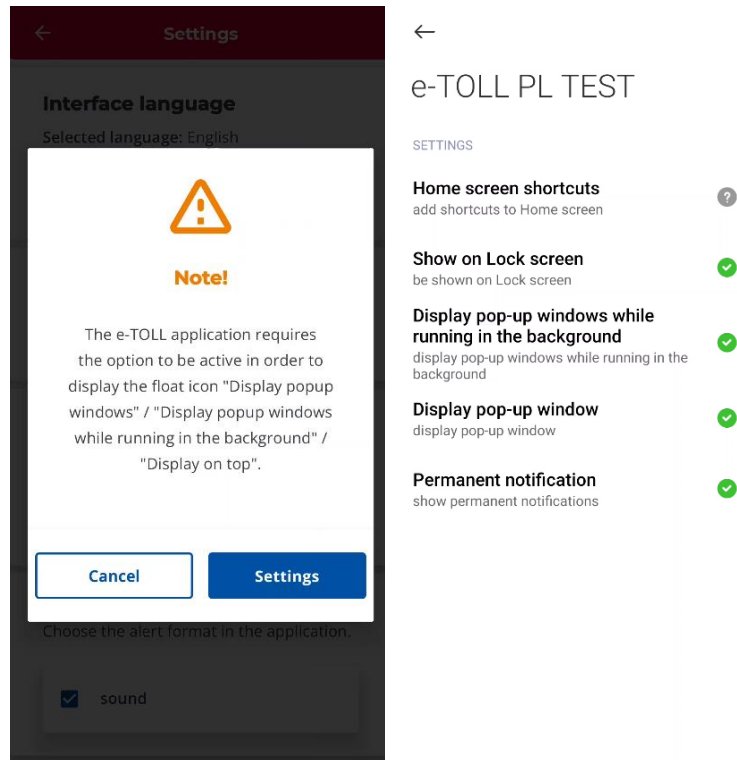 Settings
Interface language
Selected language: English
Note!
The e-TOLL application requires
the option to be active in order to
display the float icon "Display popup
windows" / "Display popup windows
while running in the background" /
"Display on top".
Cancel
Settings
Choose the alert format in the application.
sound
e-TOLL PL TEST
SETTINGS
Home screen shortcuts
add shortcuts to Home screen
Show on Lock screen
be shown on Lock screen
Display pop-up windows while
running in the background
display pop-up windows while running in the
background
Display pop-up window
display pop-up window
Permanent notification
show permanent notifications